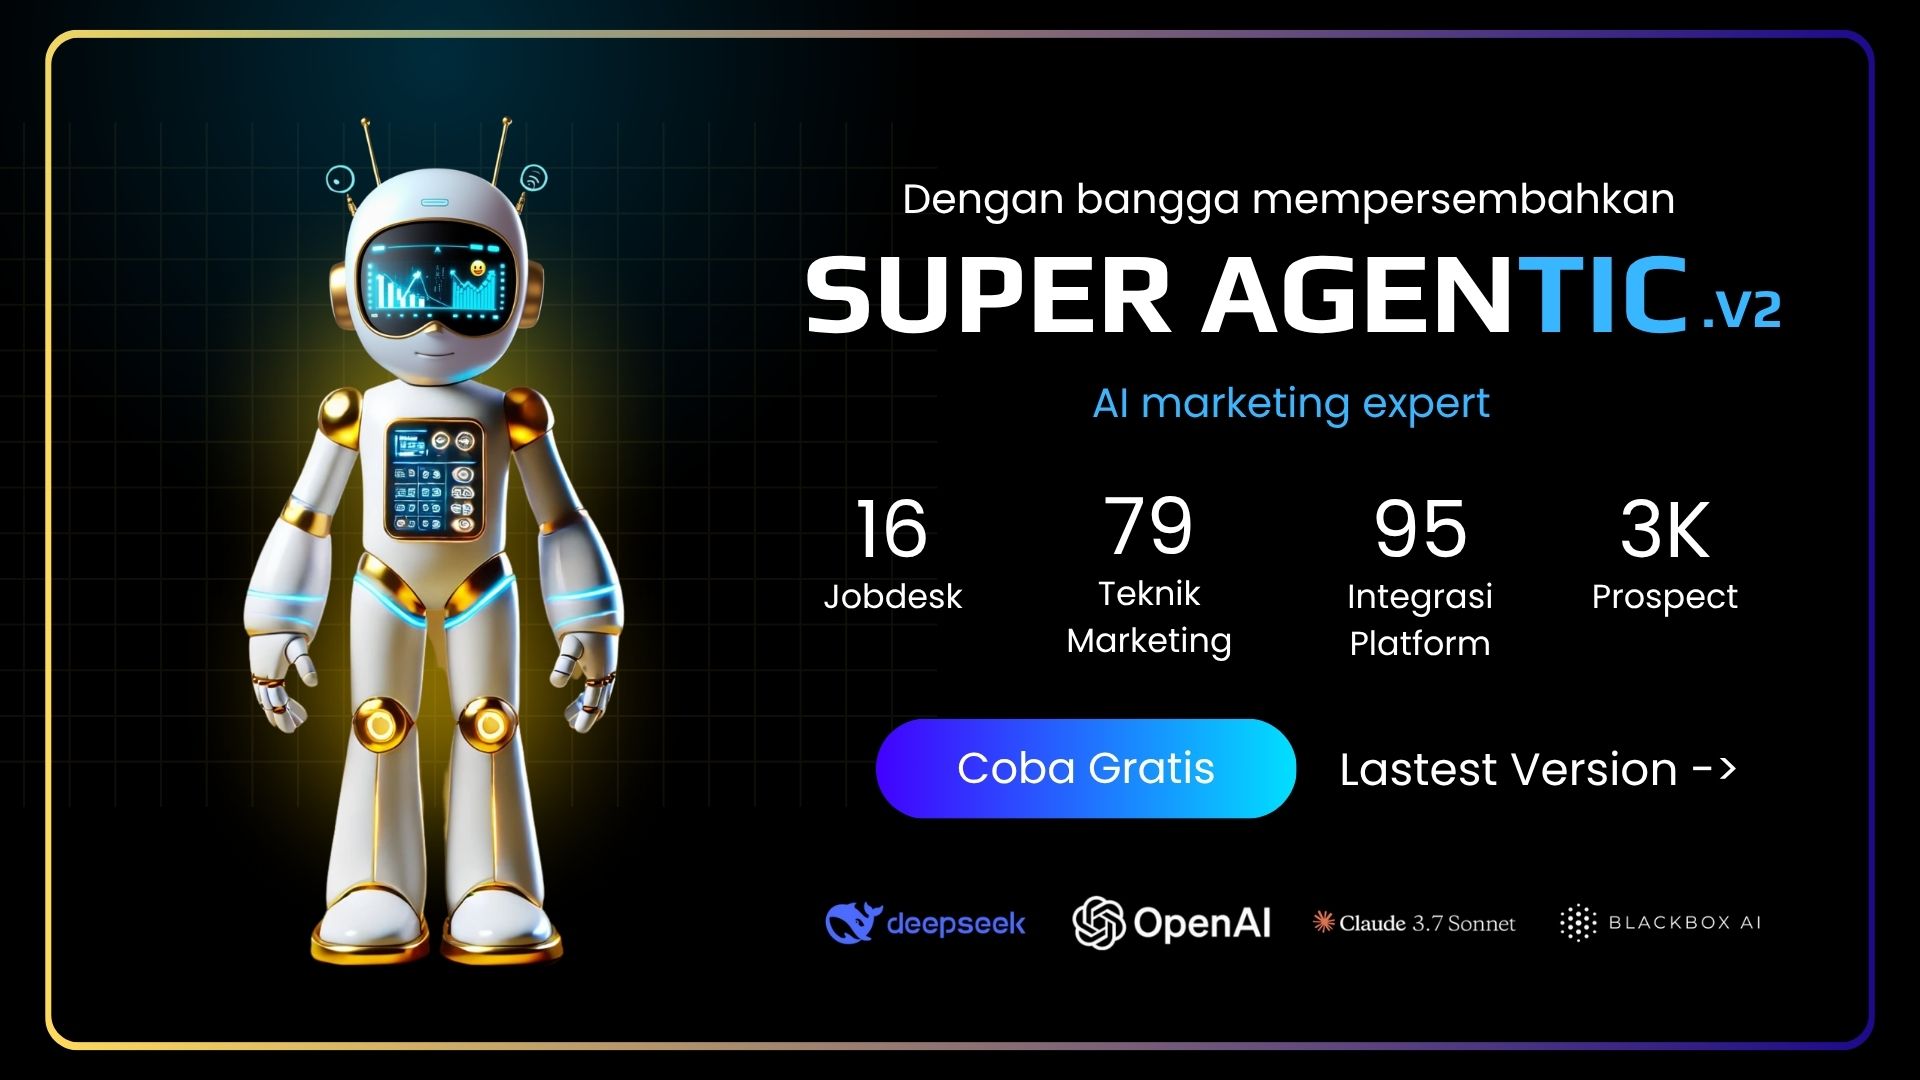 Dengan bangga mempersembahkan
SUPER AGENTIC .V2
AI marketing expert
16
Jobdesk
79
Teknik
Marketing
95
Integrasi
Platform
3K
Prospect
Coba Gratis
Lastest Version ->
deepseek
OpenAI
Claude 3.7 Sonnet
BLACKBOX AI